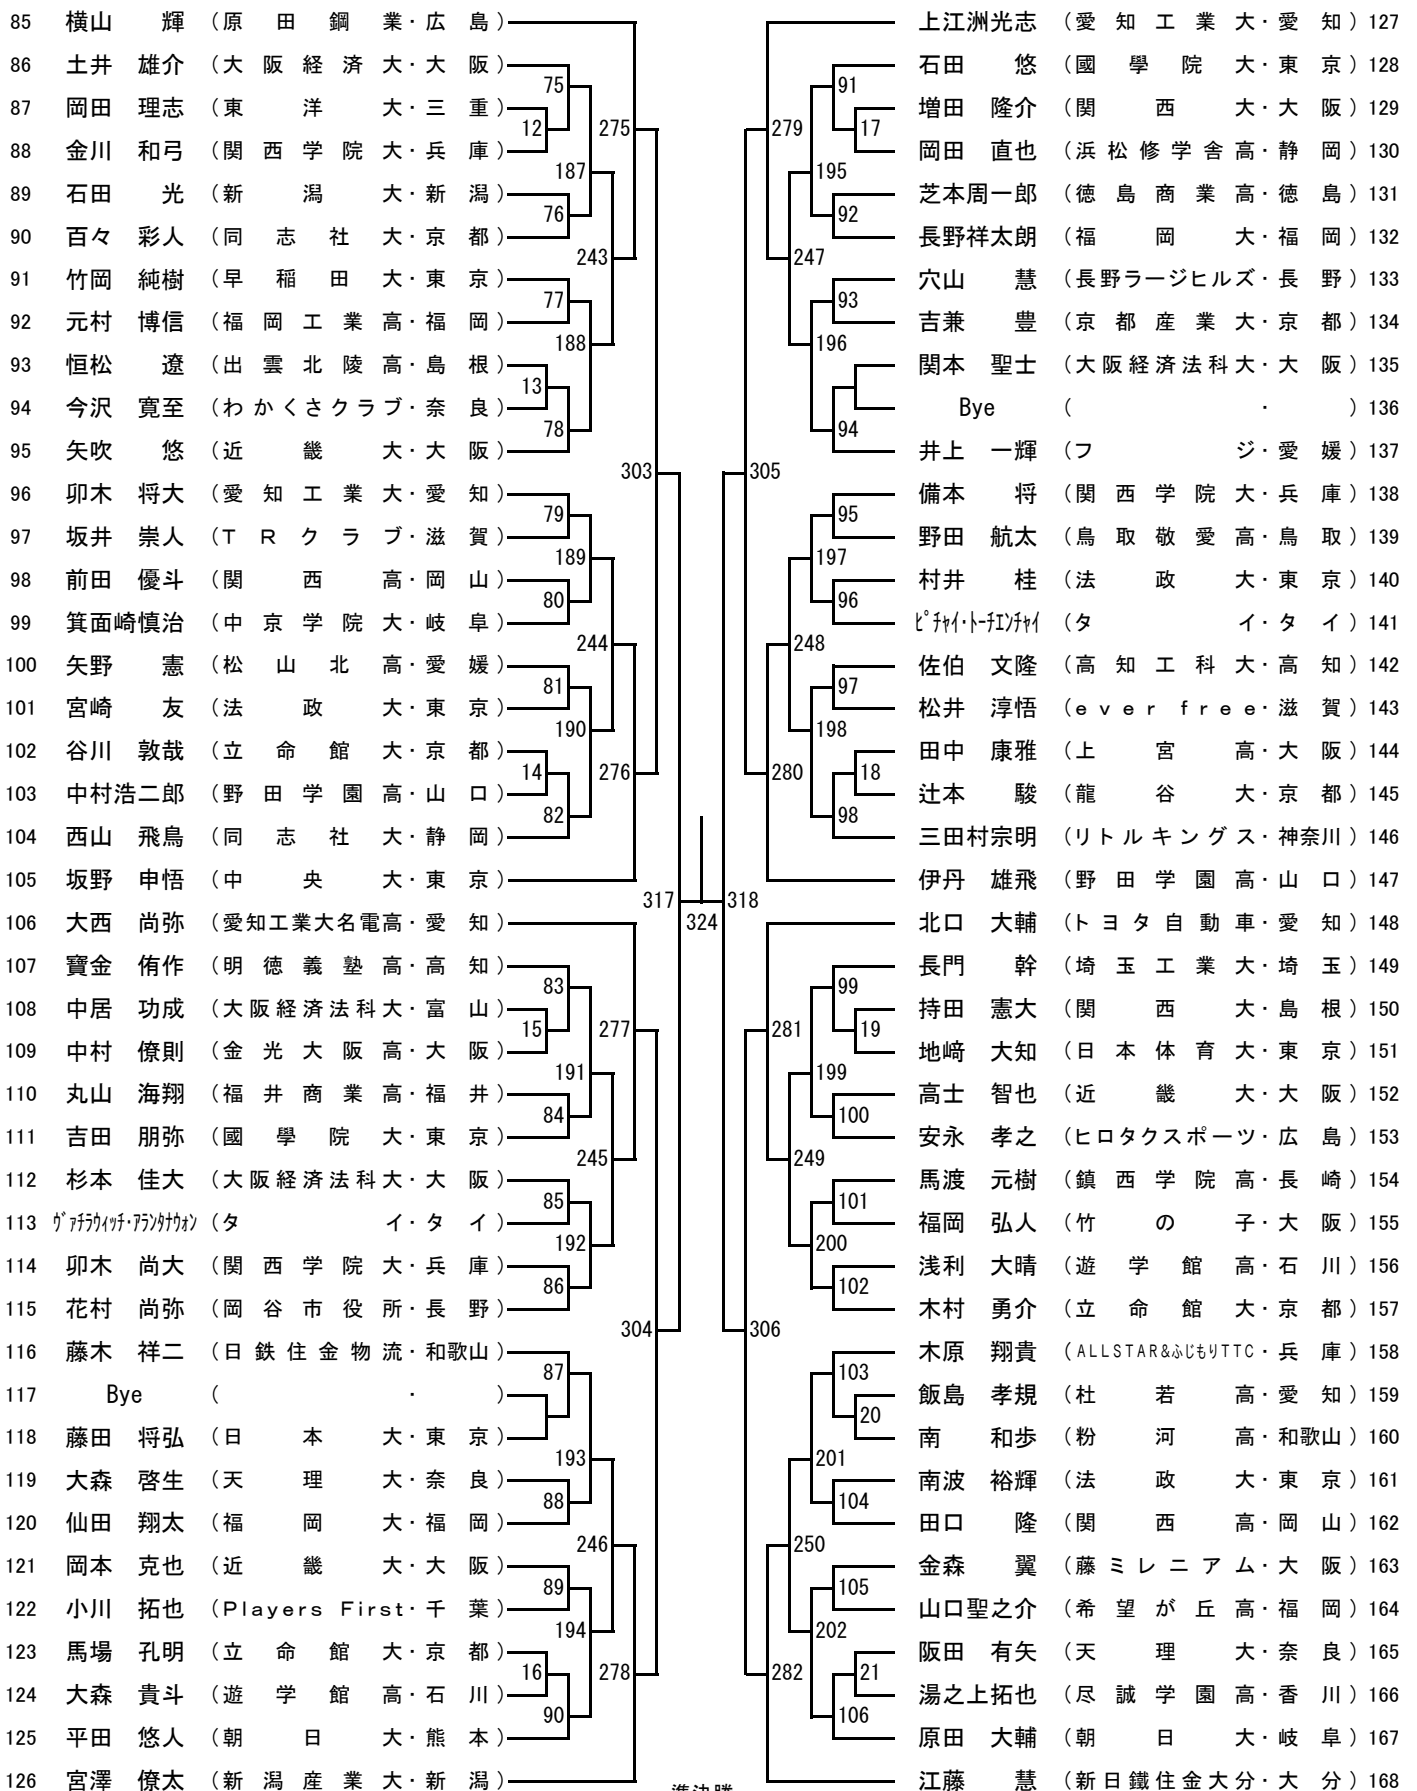 85 横山 輝 (原田鋼業・広島)
86 土井 雄介 (大阪経済大・大阪)
87 岡田 理志 (東洋大・三重)
88 金川 和弓 (関西学院大・兵庫)
89 石田 光 (新潟大・新潟)
90 百々 彩人 (同志社大・京都)
91 竹岡 純樹 (早稲田大・東京)
92 元村 博信 (福岡工業高・福岡)
93 恒松 遼 (出雲北陵高・島根)
94 今沢 寛至 (わかくさクラブ・奈良)
95 矢吹 悠 (近畿大・大阪)
96 卯木 将大 (愛知工業大・愛知)
97 坂井 崇人 (TRクラブ・滋賀)
98 前田 優斗 (関西高・岡山)
99 箕面崎慎治 (中京学院大・岐阜)
100 矢野 憲 (松山北高・愛媛)
101 宮崎 友 (法政大・東京)
102 谷川 敦哉 (立命館大・京都)
103 中村浩二郎 (野田学園高・山口)
104 西山 飛鳥 (同志社大・静岡)
105 坂野 申悟 (中央大・東京)
106 大西 尚弥 (愛知工業大名電高・愛知)
107 寶金 侑作 (明徳義塾高・高知)
108 中居 功成 (大阪経済法科大・富山)
109 中村 僚則 (金光大阪高・大阪)
110 丸山 海翔 (福井商業高・福井)
111 吉田 朋弥 (國學院大・東京)
112 杉本 佳大 (大阪経済法科大・大阪)
113 ヴァチラウィッチ・アランタナウォン (タイ・タイ)
114 卯木 尚大 (関西学院大・兵庫)
115 花村 尚弥 (岡谷市役所・長野)
116 藤木 祥二 (日鉄住金物流・和歌山)
117 Bye ( ・ )
118 藤田 将弘 (日本大・東京)
119 大森 啓生 (天理大・奈良)
120 仙田 翔太 (福岡大・福岡)
121 岡本 克也 (近畿大・大阪)
122 小川 拓也 (Players First・千葉)
123 馬場 孔明 (立命館大・京都)
124 大森 貴斗 (遊学館高・石川)
125 平田 悠人 (朝日大・熊本)
126 宮澤 僚太 (新潟産業大・新潟)
75
12
275
187
76
243
77
188
13
78
303
79
189
80
244
81
190
14
276
82
317
83
15
277
191
84
245
85
192
86
304
87
193
88
246
89
194
16
278
90
324
318
91
279
17
195
92
247
93
196
94
305
95
197
96
248
97
198
280
18
98
99
281
19
199
100
249
101
200
102
306
103
20
201
104
250
105
202
282
21
106
上江洲光志 (愛知工業大・愛知) 127
石田 悠 (國學院大・東京) 128
増田 隆介 (関西大・大阪) 129
岡田 直也 (浜松修学舎高・静岡) 130
芝本周一郎 (徳島商業高・徳島) 131
長野祥太朗 (福岡大・福岡) 132
穴山 慧 (長野ラージヒルズ・長野) 133
吉兼 豊 (京都産業大・京都) 134
関本 聖士 (大阪経済法科大・大阪) 135
Bye ( ・ ) 136
井上 一輝 (フジ・愛媛) 137
備本 将 (関西学院大・兵庫) 138
野田 航太 (鳥取敬愛高・鳥取) 139
村井 桂 (法政大・東京) 140
ピチャイ・トーチエンチャイ (タイ・タイ) 141
佐伯 文隆 (高知工科大・高知) 142
松井 淳悟 (ever free・滋賀) 143
田中 康雅 (上宮高・大阪) 144
辻本 駿 (龍谷大・京都) 145
三田村宗明 (リトルキングス・神奈川) 146
伊丹 雄飛 (野田学園高・山口) 147
北口 大輔 (トヨタ自動車・愛知) 148
長門 幹 (埼玉工業大・埼玉) 149
持田 憲大 (関西大・島根) 150
地﨑 大知 (日本体育大・東京) 151
高士 智也 (近畿大・大阪) 152
安永 孝之 (ヒロタクスポーツ・広島) 153
馬渡 元樹 (鎮西学院高・長崎) 154
福岡 弘人 (竹の子・大阪) 155
浅利 大晴 (遊学館高・石川) 156
木村 勇介 (立命館大・京都) 157
木原 翔貴 (ALLSTAR&ふじもりTTC・兵庫) 158
飯島 孝規 (杜若高・愛知) 159
南 和歩 (粉河高・和歌山) 160
南波 裕輝 (法政大・東京) 161
田口 隆 (関西高・岡山) 162
金森 翼 (藤ミレニアム・大阪) 163
山口聖之介 (希望が丘高・福岡) 164
阪田 有矢 (天理大・奈良) 165
湯之上拓也 (尽誠学園高・香川) 166
原田 大輔 (朝日大・岐阜) 167
江藤 慧 (新日鐵住金大分・大分) 168
準決勝